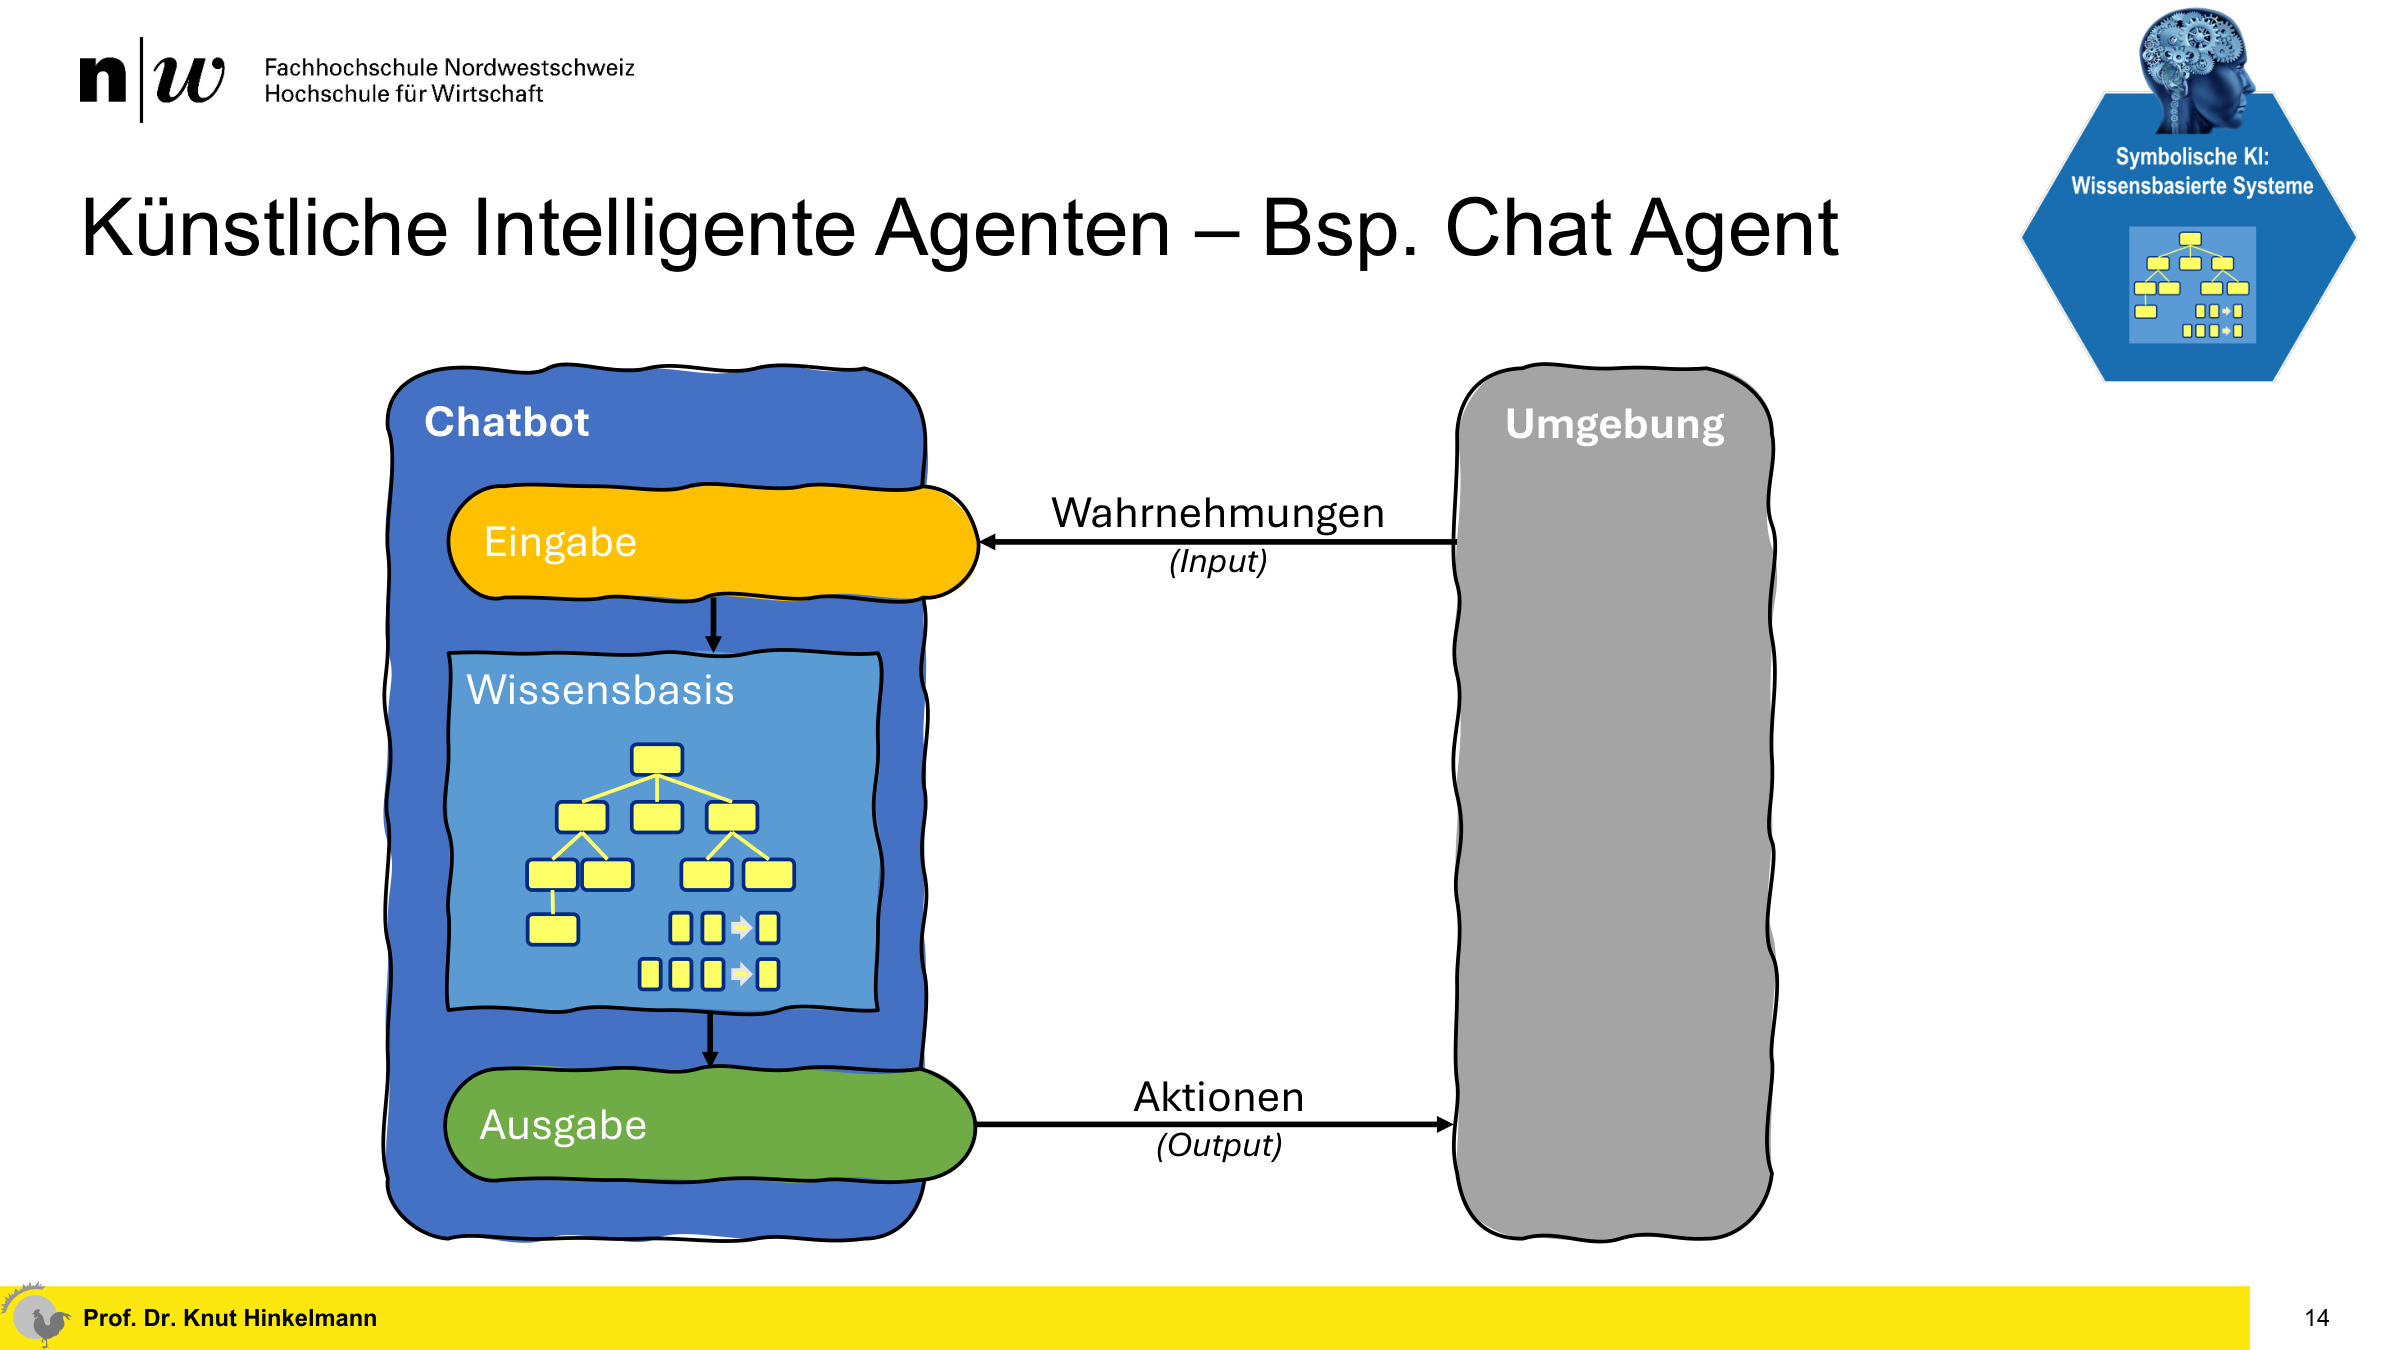 n|w Fachhochschule Nordwestschweiz
Hochschule für Wirtschaft
Symbolische KI:
Wissensbasierte Systeme
Künstliche Intelligente Agenten – Bsp. Chat Agent
Chatbot
Umgebung
Eingabe
Wahrnehmungen
(Input)
Wissensbasis
Ausgabe
Aktionen
(Output)
Prof. Dr. Knut Hinkelmann
14